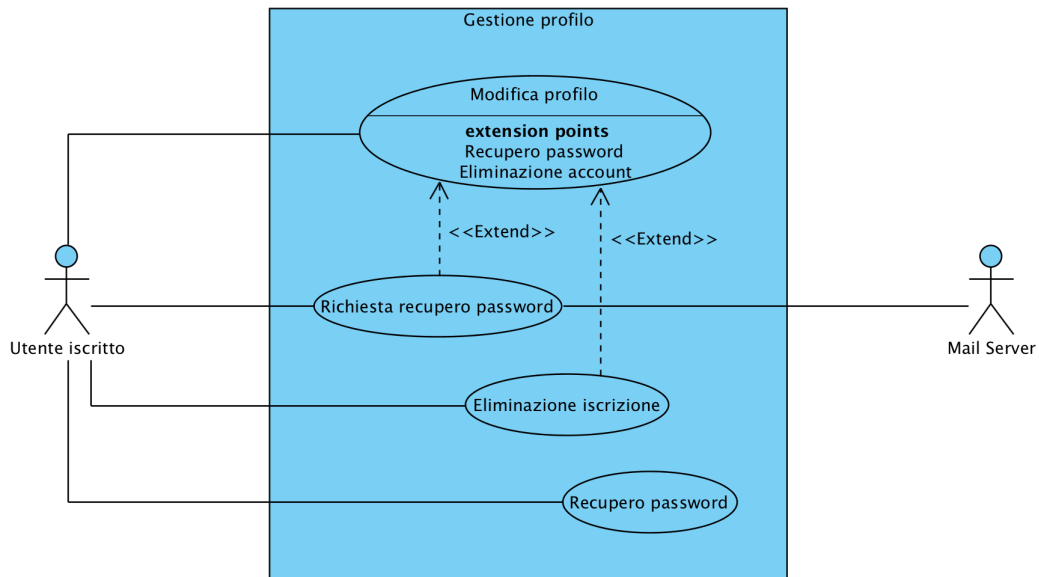 Gestione profilo
Modifica profilo
extension points
Recupero password
Eliminazione account
<<Extend>>
<<Extend>>
Richiesta recupero password
Utente iscritto
Mail Server
Eliminazione iscrizione
Recupero password